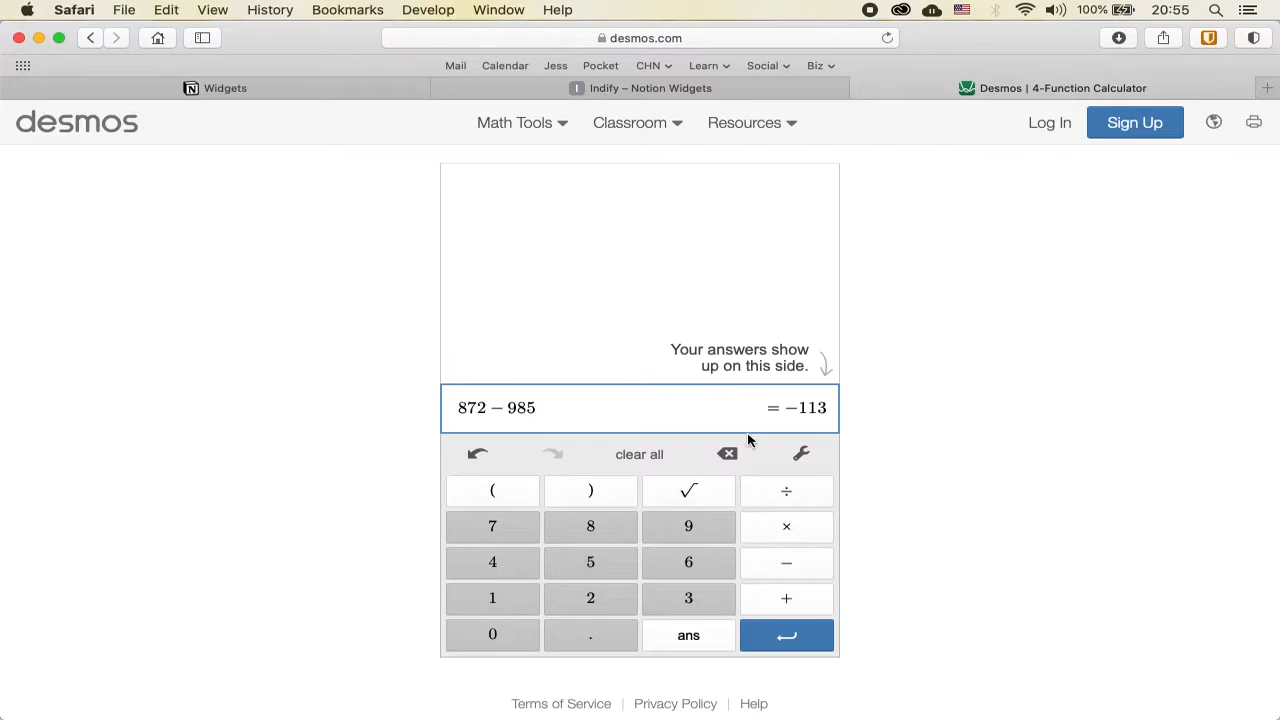 Safari File Edit View History Bookmarks Develop Window Help 100% 20:55
desmos.com
Mail Calendar Jess Pocket CHN Learn Social Biz
Widgets Indify – Notion Widgets Desmos | 4-Function Calculator
desmos Math Tools Classroom Resources Log In Sign Up
Your answers show
up on this side.
872 − 985 = −113
clear all
( ) √ ÷
7 8 9 ×
4 5 6 −
1 2 3 +
0 . ans
Terms of Service | Privacy Policy | Help